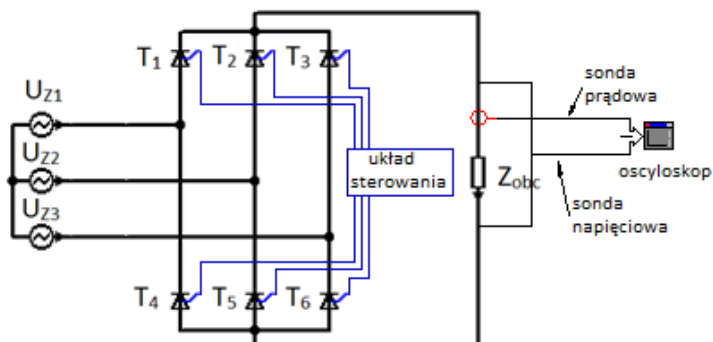 T1
T2
T3
UZ1
UZ2
UZ3
układ
sterowania
T4
T5
T6
Zobc
sonda
prądowa
oscyloskop
sonda
napięciowa